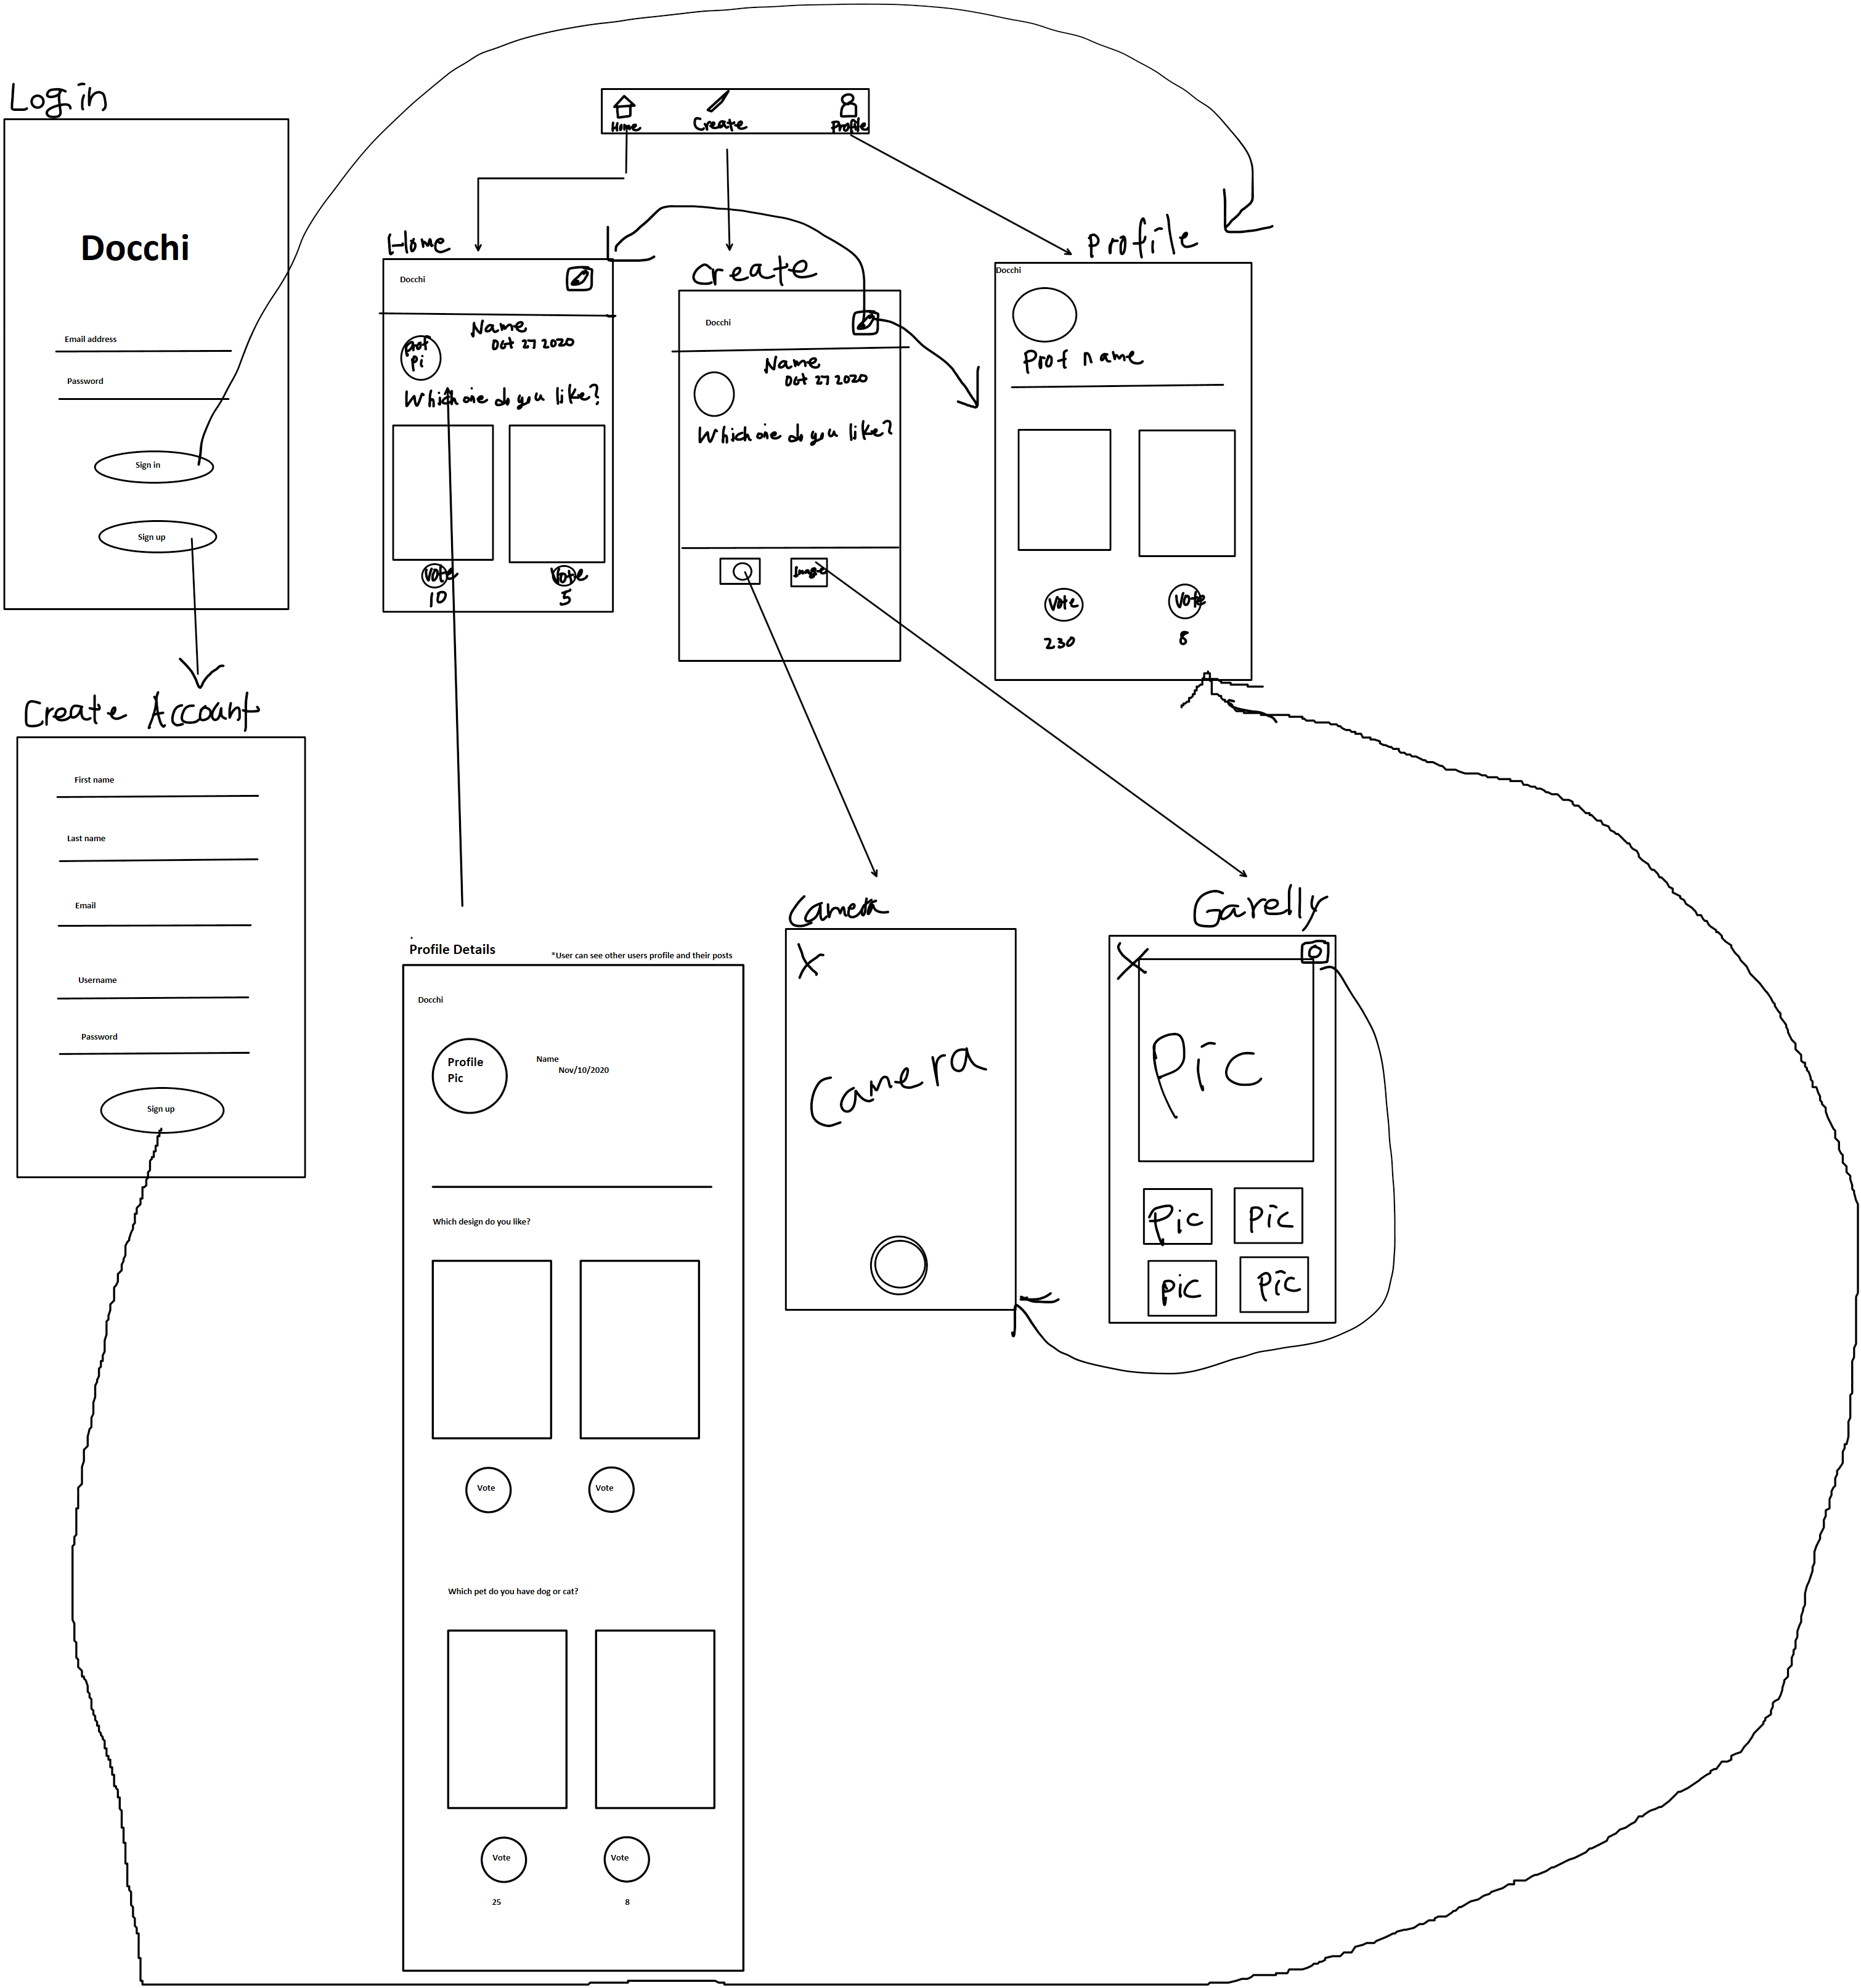 Login
Docchi
Email address
Password
Sign in
Sign up
Create Account
First name
Last name
Email
Username
Password
Sign up
Home
Create
Profile
Home
Docchi
Name
Oct 27 2020
Prof
Pi
Which one do you like?
Vote
Vote
10
5
Create
Docchi
Name
Oct 27 2020
Which one do you like?
Image
Profile
Docchi
Prof name
Vote
Vote
230
8
Profile Details
*User can see other users profile and their posts
Docchi
Profile
Pic
Name
Nov/10/2020
Which design do you like?
Vote
Vote
Which pet do you have dog or cat?
Vote
Vote
25
8
Camera
X
Camera
Garelly
X
Pic
Pic
Pic
Pic
Pic